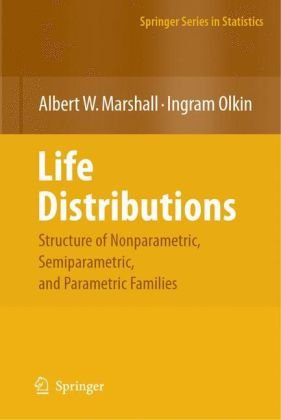 Springer Series in Statistics
Albert W. Marshall · Ingram Olkin
Life
Distributions
Structure of Nonparametric,
Semiparametric,
and Parametric Families
Springer